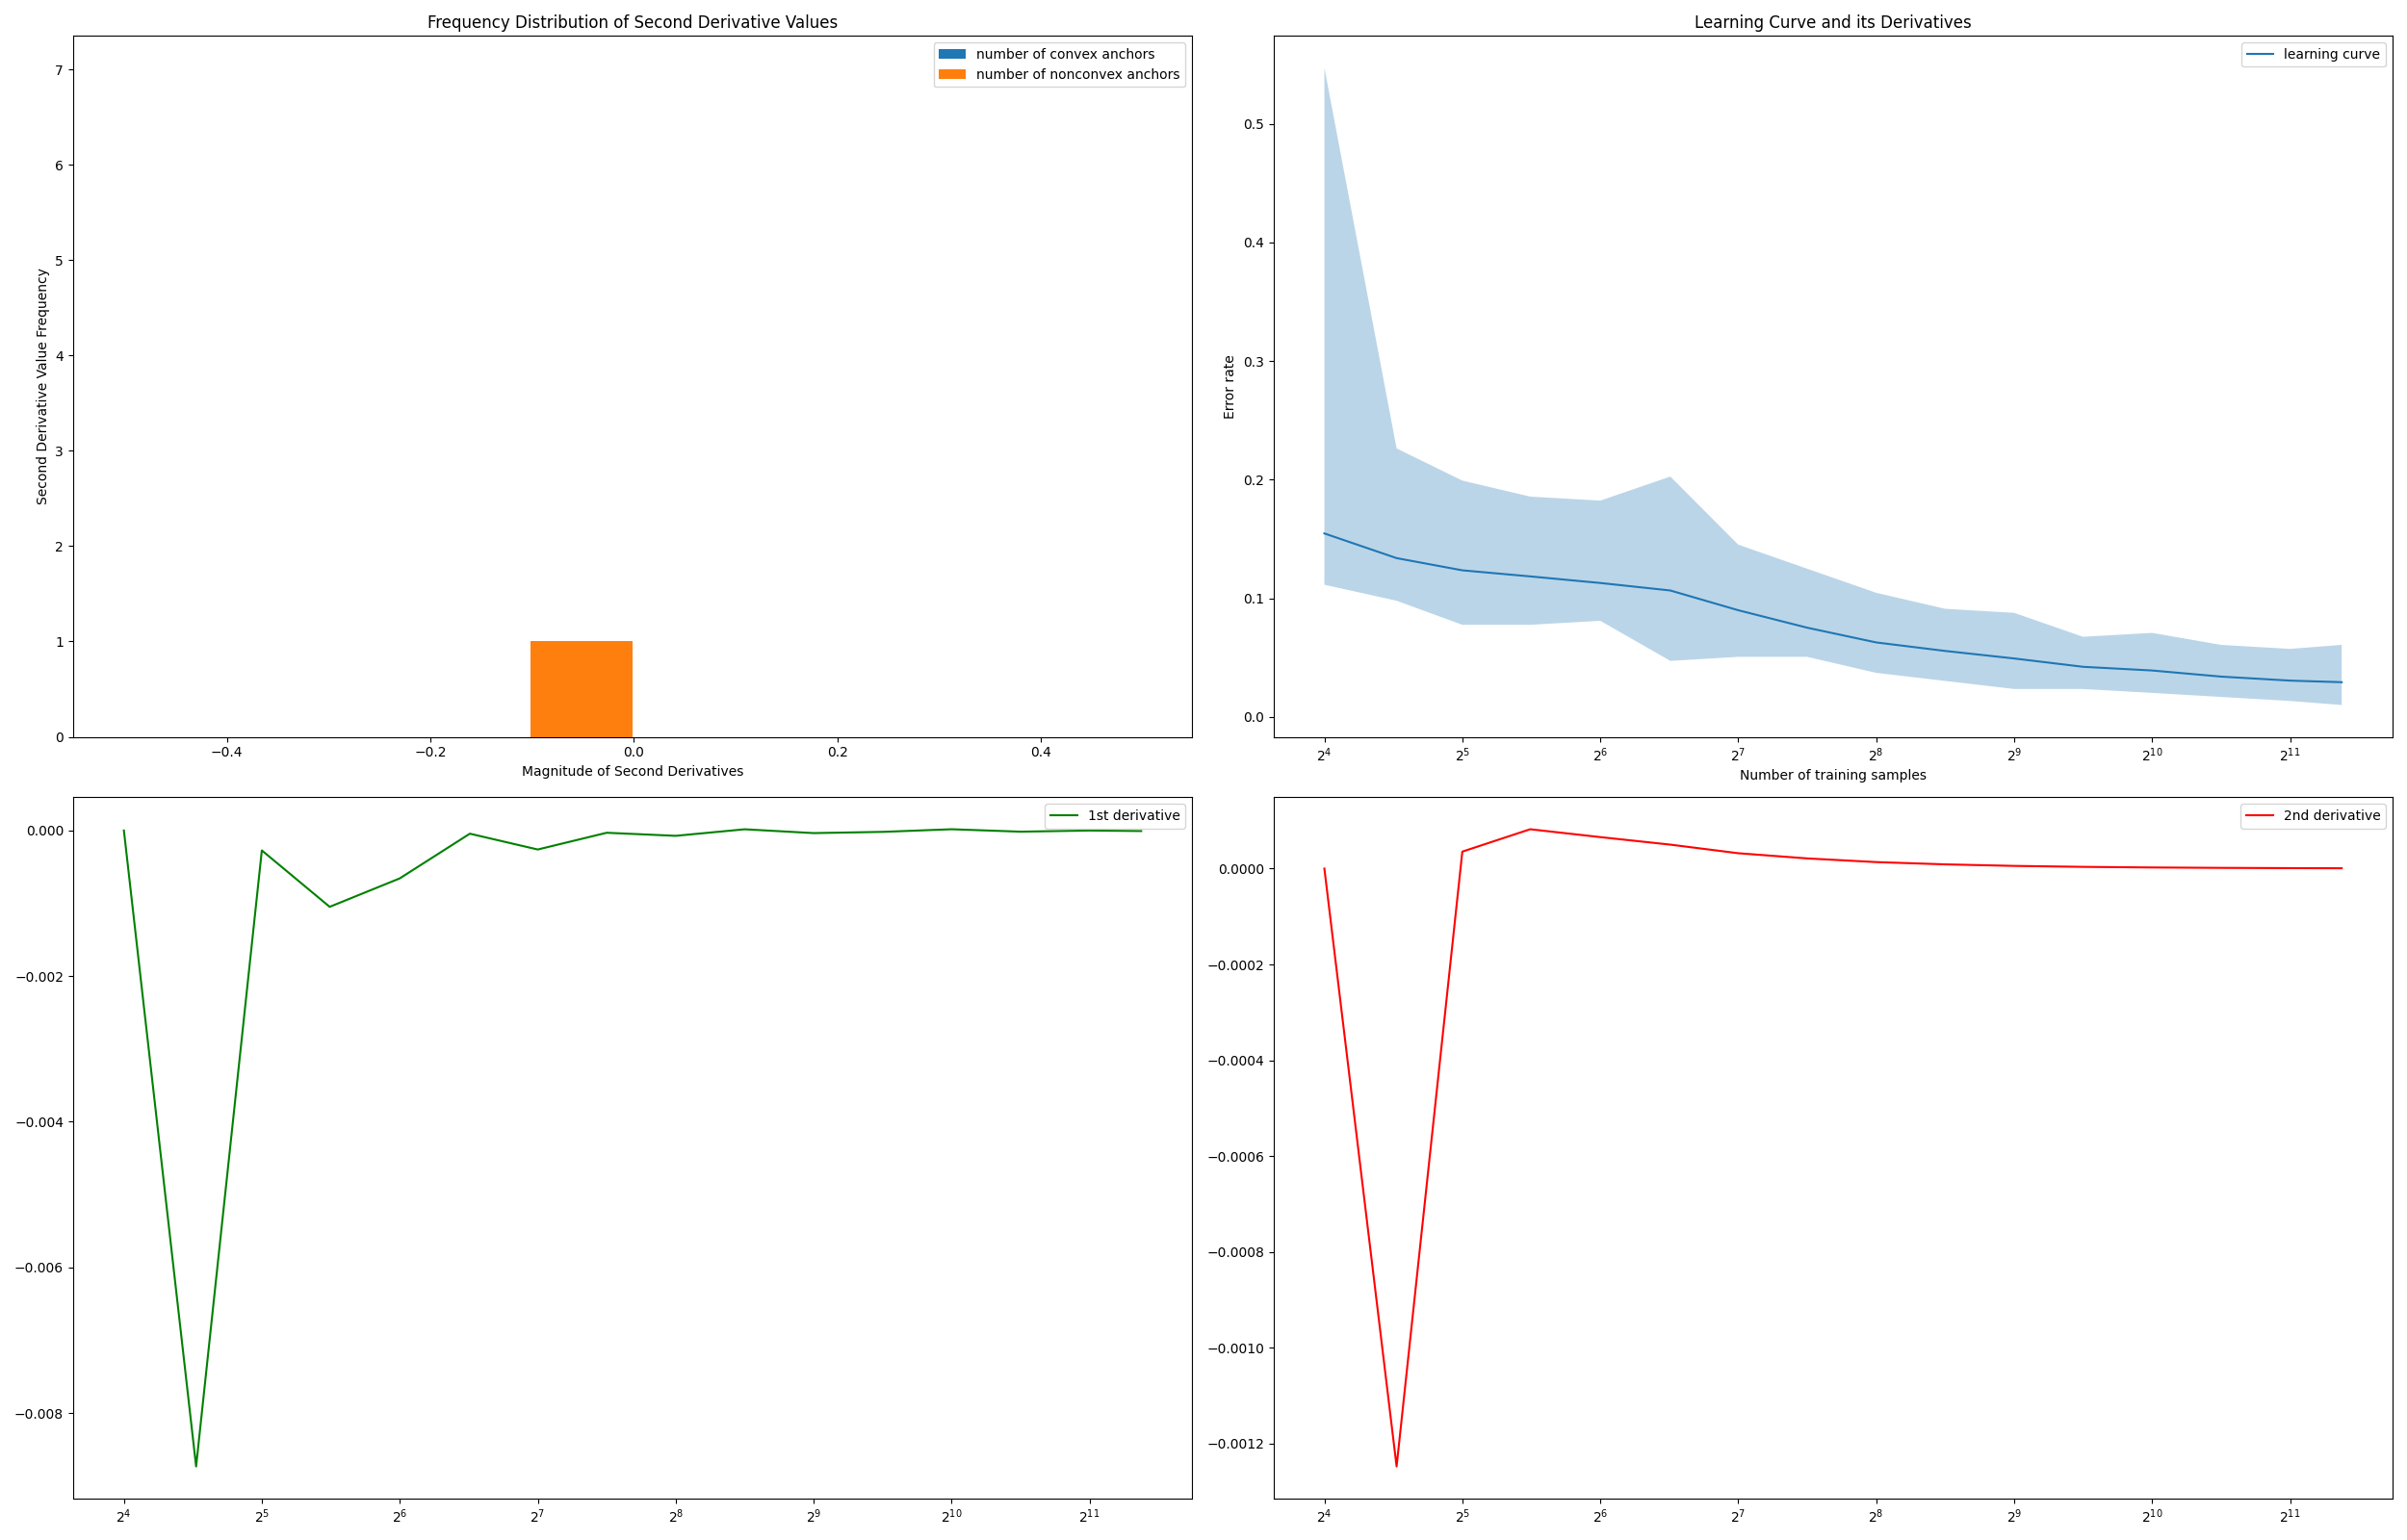 Frequency Distribution of Second Derivative Values
number of convex anchors
number of nonconvex anchors
Second Derivative Value Frequency
7
6
5
4
3
2
1
0
−0.4 −0.2 0.0 0.2 0.4
Magnitude of Second Derivatives
Learning Curve and its Derivatives
learning curve
Error rate
0.5
0.4
0.3
0.2
0.1
0.0
2^4 2^5 2^6 2^7 2^8 2^9 2^10 2^11
Number of training samples
1st derivative
0.000
−0.002
−0.004
−0.006
−0.008
2^4 2^5 2^6 2^7 2^8 2^9 2^10 2^11
2nd derivative
0.0000
−0.0002
−0.0004
−0.0006
−0.0008
−0.0010
−0.0012
2^4 2^5 2^6 2^7 2^8 2^9 2^10 2^11